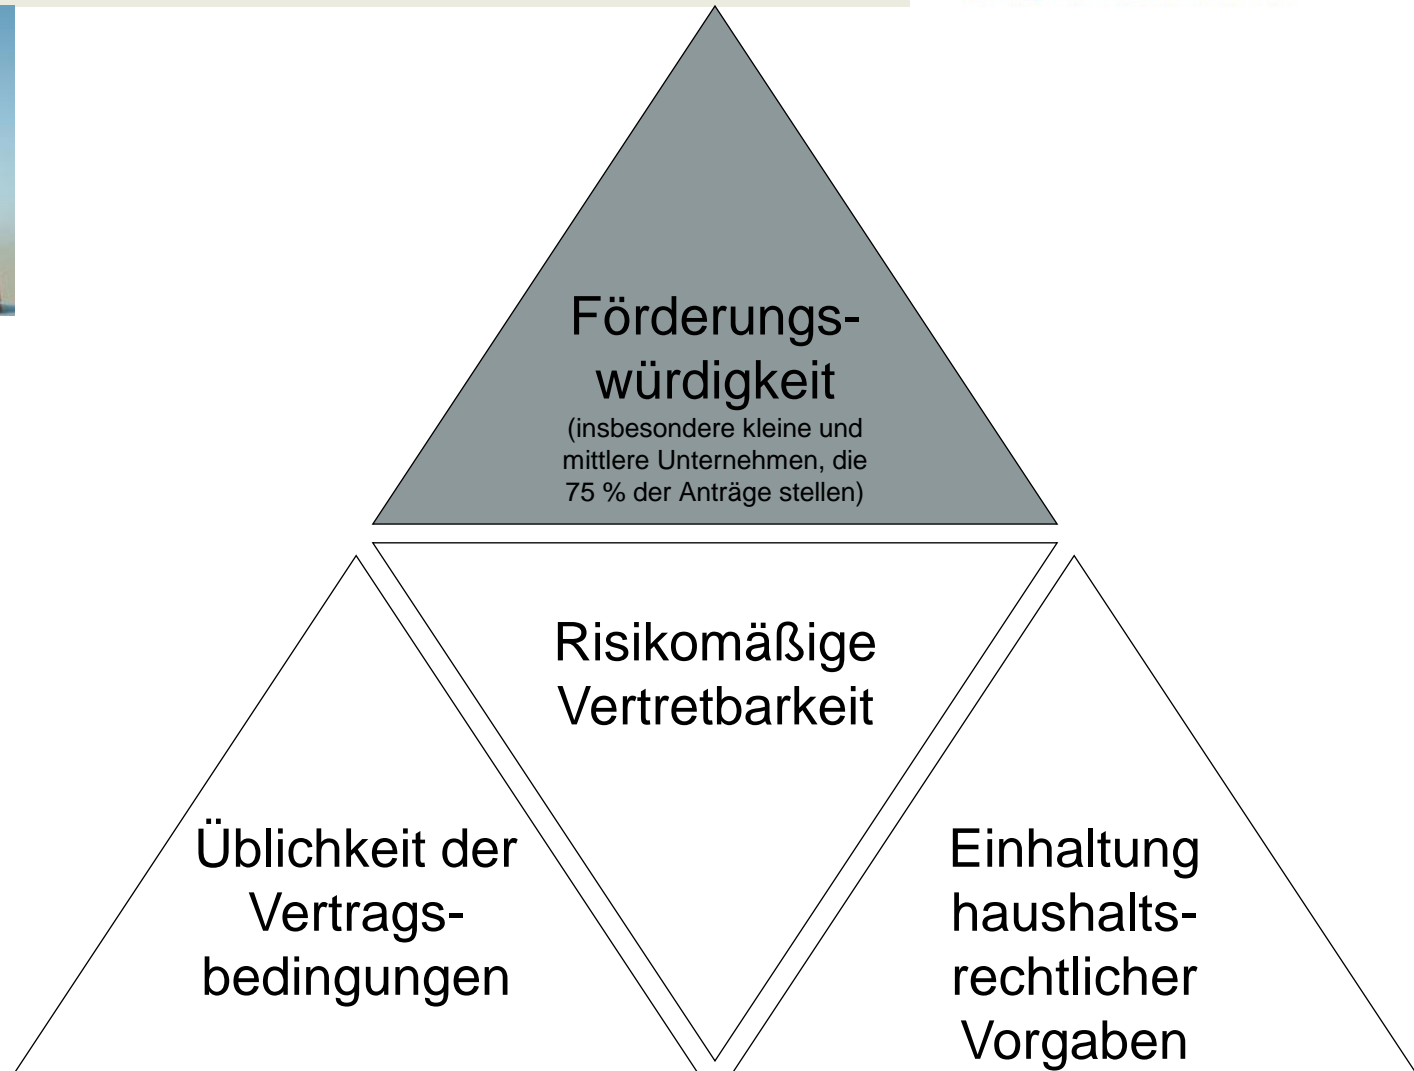 Förderungs-
würdigkeit
(insbesondere kleine und
mittlere Unternehmen, die
75 % der Anträge stellen)
Risikomäßige
Vertretbarkeit
Üblichkeit der
Vertrags-
bedingungen
Einhaltung
haushalts-
rechtlicher
Vorgaben